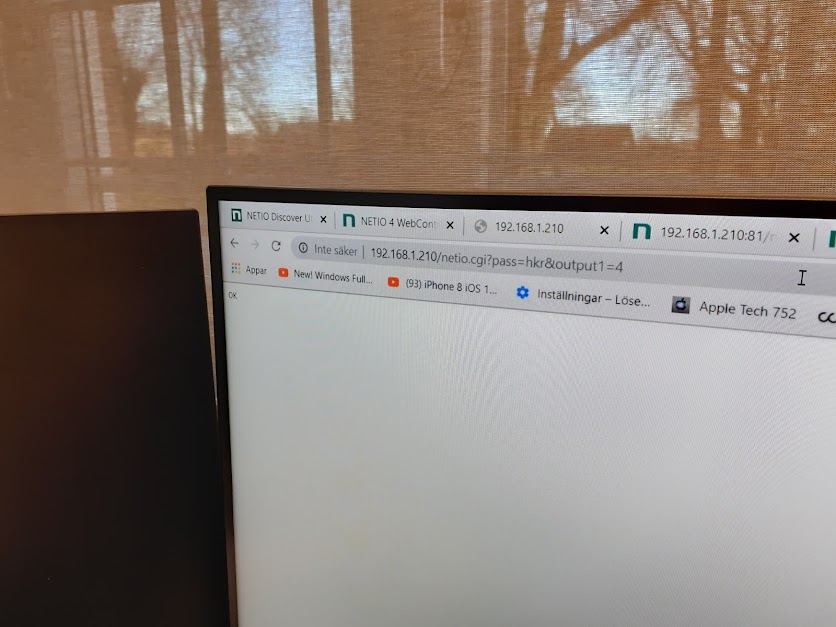 NETIO Discover U
NETIO 4 WebCont
192.168.1.210
192.168.1.210:81/
Inte säker | 192.168.1.210/netio.cgi?pass=hkr&output1=4
Appar
New! Windows Full...
(93) iPhone 8 iOS 1...
Inställningar – Löse...
Apple Tech 752
OK